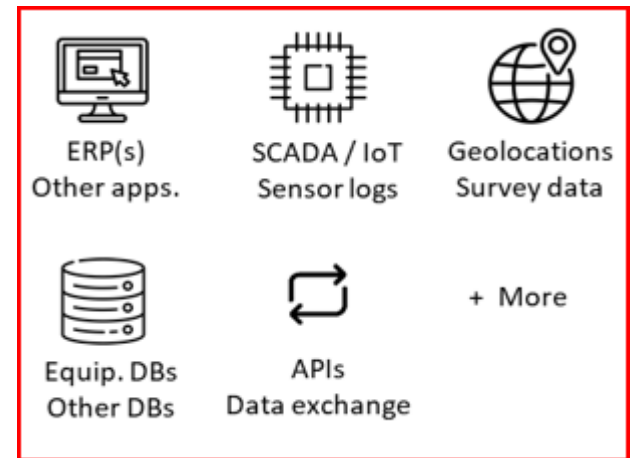 ERP(s)
Other apps.
SCADA / IoT
Sensor logs
Geolocations
Survey data
Equip. DBs
Other DBs
APIs
Data exchange
+ More